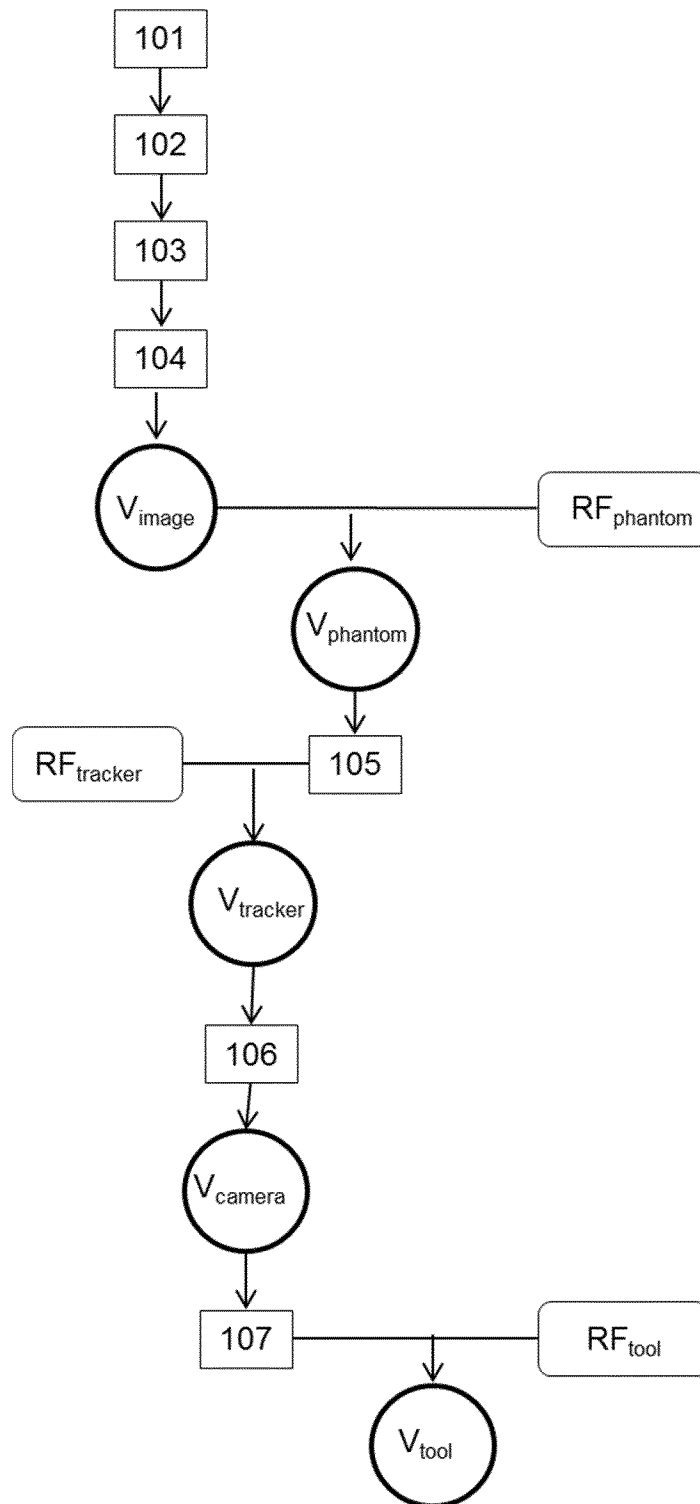 101
102
103
104
V_image
RF_phantom
V_phantom
RF_tracker
105
V_tracker
106
V_camera
107
RF_tool
V_tool